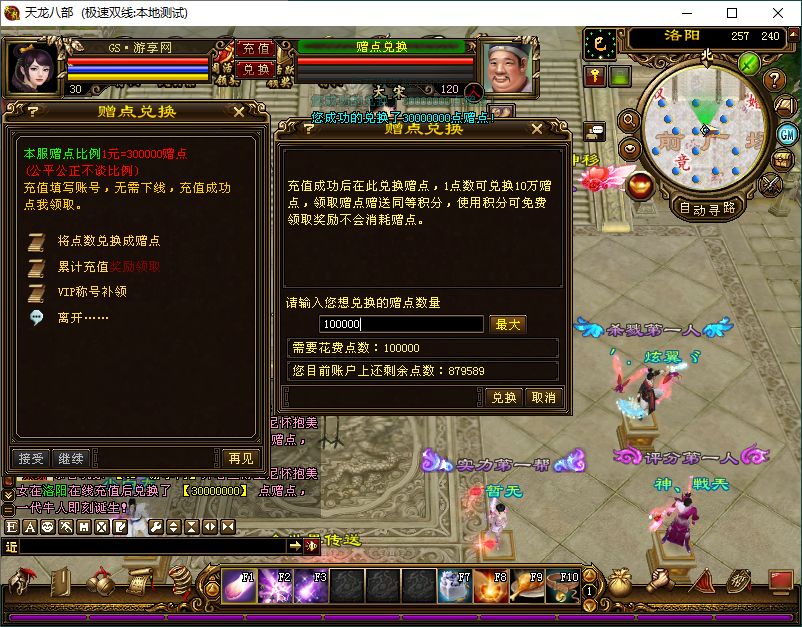 天龙八部 (极速双线:本地测试)
GS·游享网
充值
兑换
30
赠点兑换
大宋
120
洛阳
257 240
北
自动寻路
GM
赠点兑换
本服赠点比例1元=300000赠点
(公平公正不谈比例)
充值填写账号，无需下线，充值成功
点我领取。
将点数兑换成赠点
累计充值奖励领取
VIP称号补领
离开……
接受
继续
再见
您成功的兑换了30000000点赠点!
赠点兑换
充值成功后在此兑换赠点，1点数可兑换10万赠
点，领取赠点赠送同等积分，使用积分可免费
领取奖励不会消耗赠点。
请输入您想兑换的赠点数量
100000
最大
需要花费点数：100000
您目前账户上还剩余点数：879589
兑换
取消
杀戮第一人
炫翼
实力第一帮
暂天
评分第一人
神、戰天
女在洛阳在线充值后兑换了 【30000000】 点赠点，
一代牛人即刻诞生!
近
传送
F1
F2
F3
F7
F8
F9
F10
1